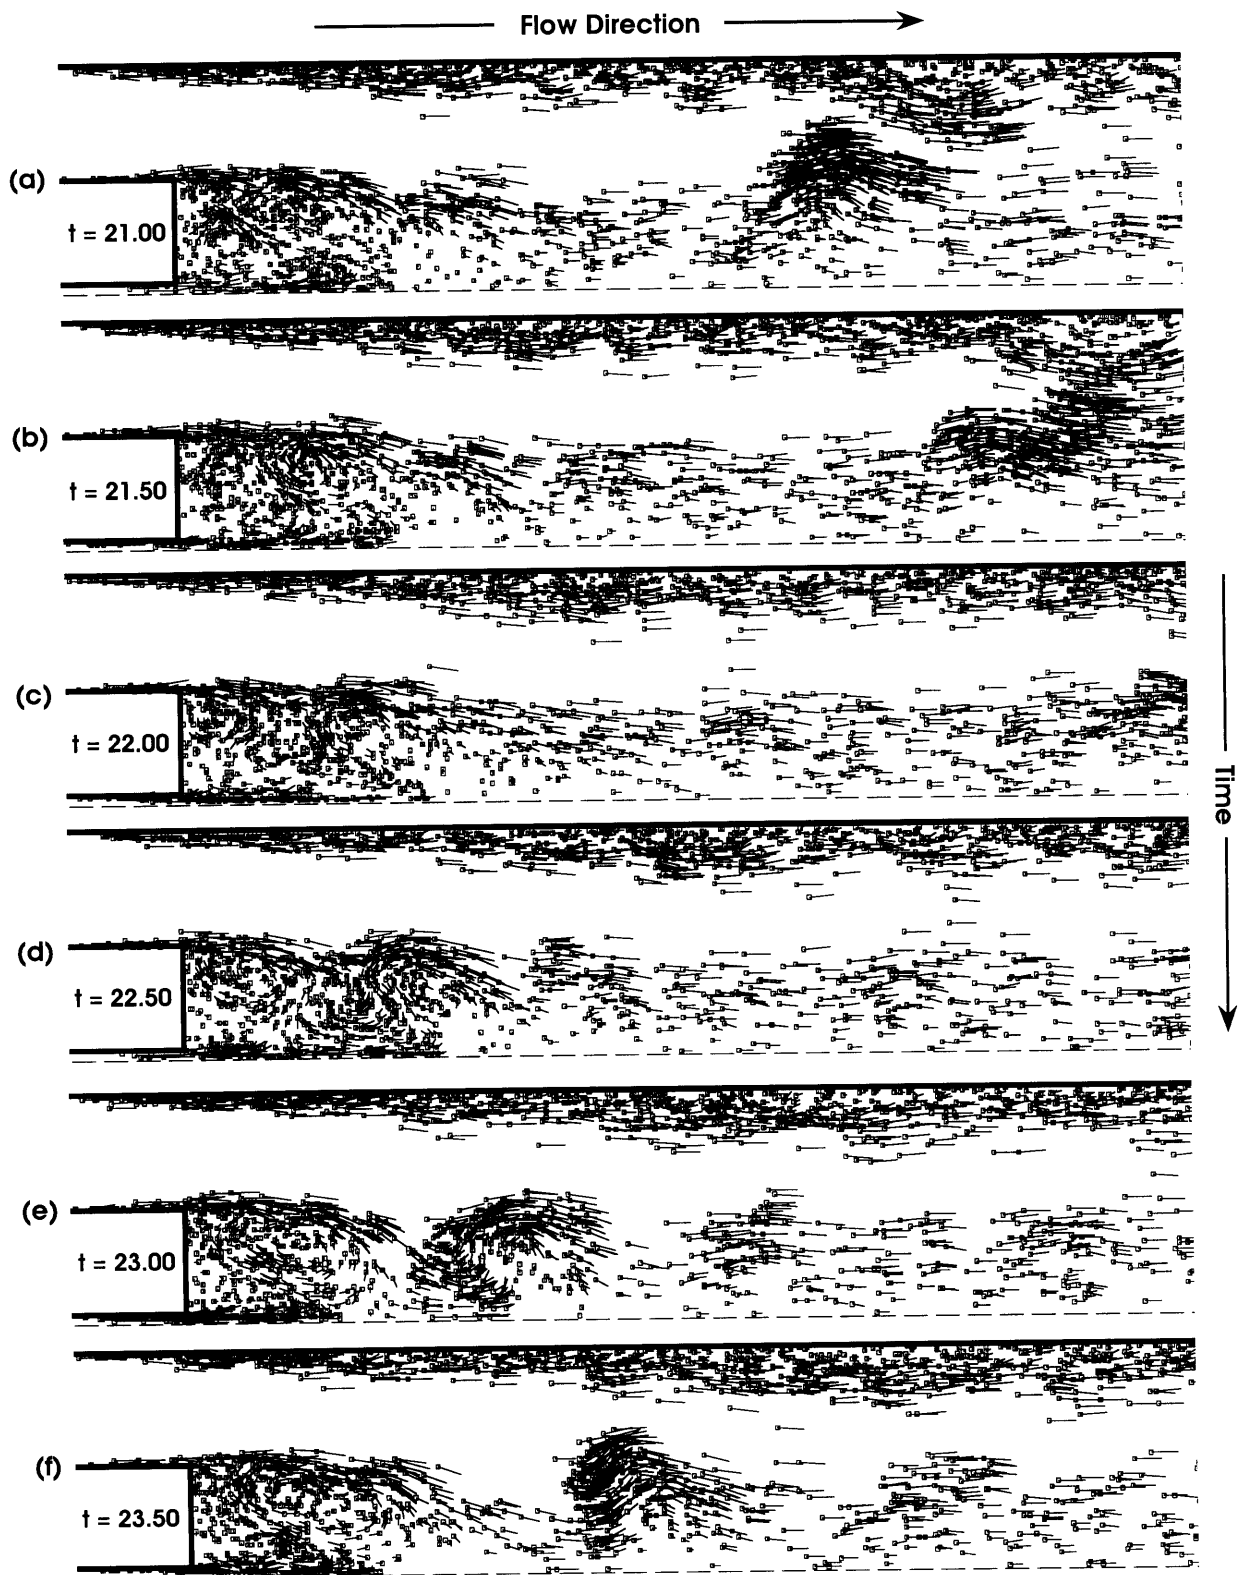 Flow Direction
(a)
t = 21.00
(b)
t = 21.50
(c)
t = 22.00
Time
(d)
t = 22.50
(e)
t = 23.00
(f)
t = 23.50